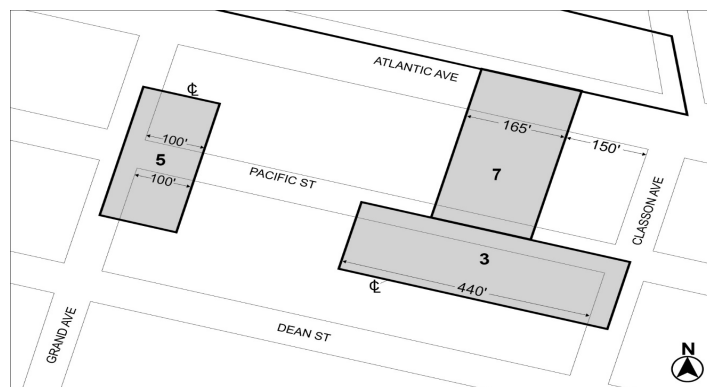 ATLANTIC AVE
℄
100'
165'
150'
5
100'
PACIFIC ST
7
CLASSON AVE
3
440'
℄
DEAN ST
GRAND AVE
N